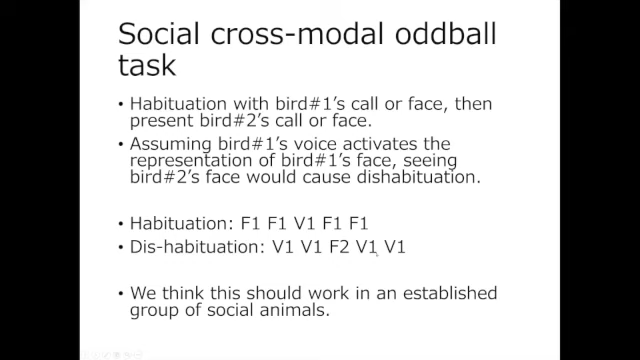 Social cross-modal oddball
task
• Habituation with bird#1's call or face, then
present bird#2's call or face.
• Assuming bird#1's voice activates the
representation of bird#1's face, seeing
bird#2's face would cause dishabituation.
• Habituation: F1 F1 V1 F1 F1
• Dis-habituation: V1 V1 F2 V1 V1
• We think this should work in an established
group of social animals.